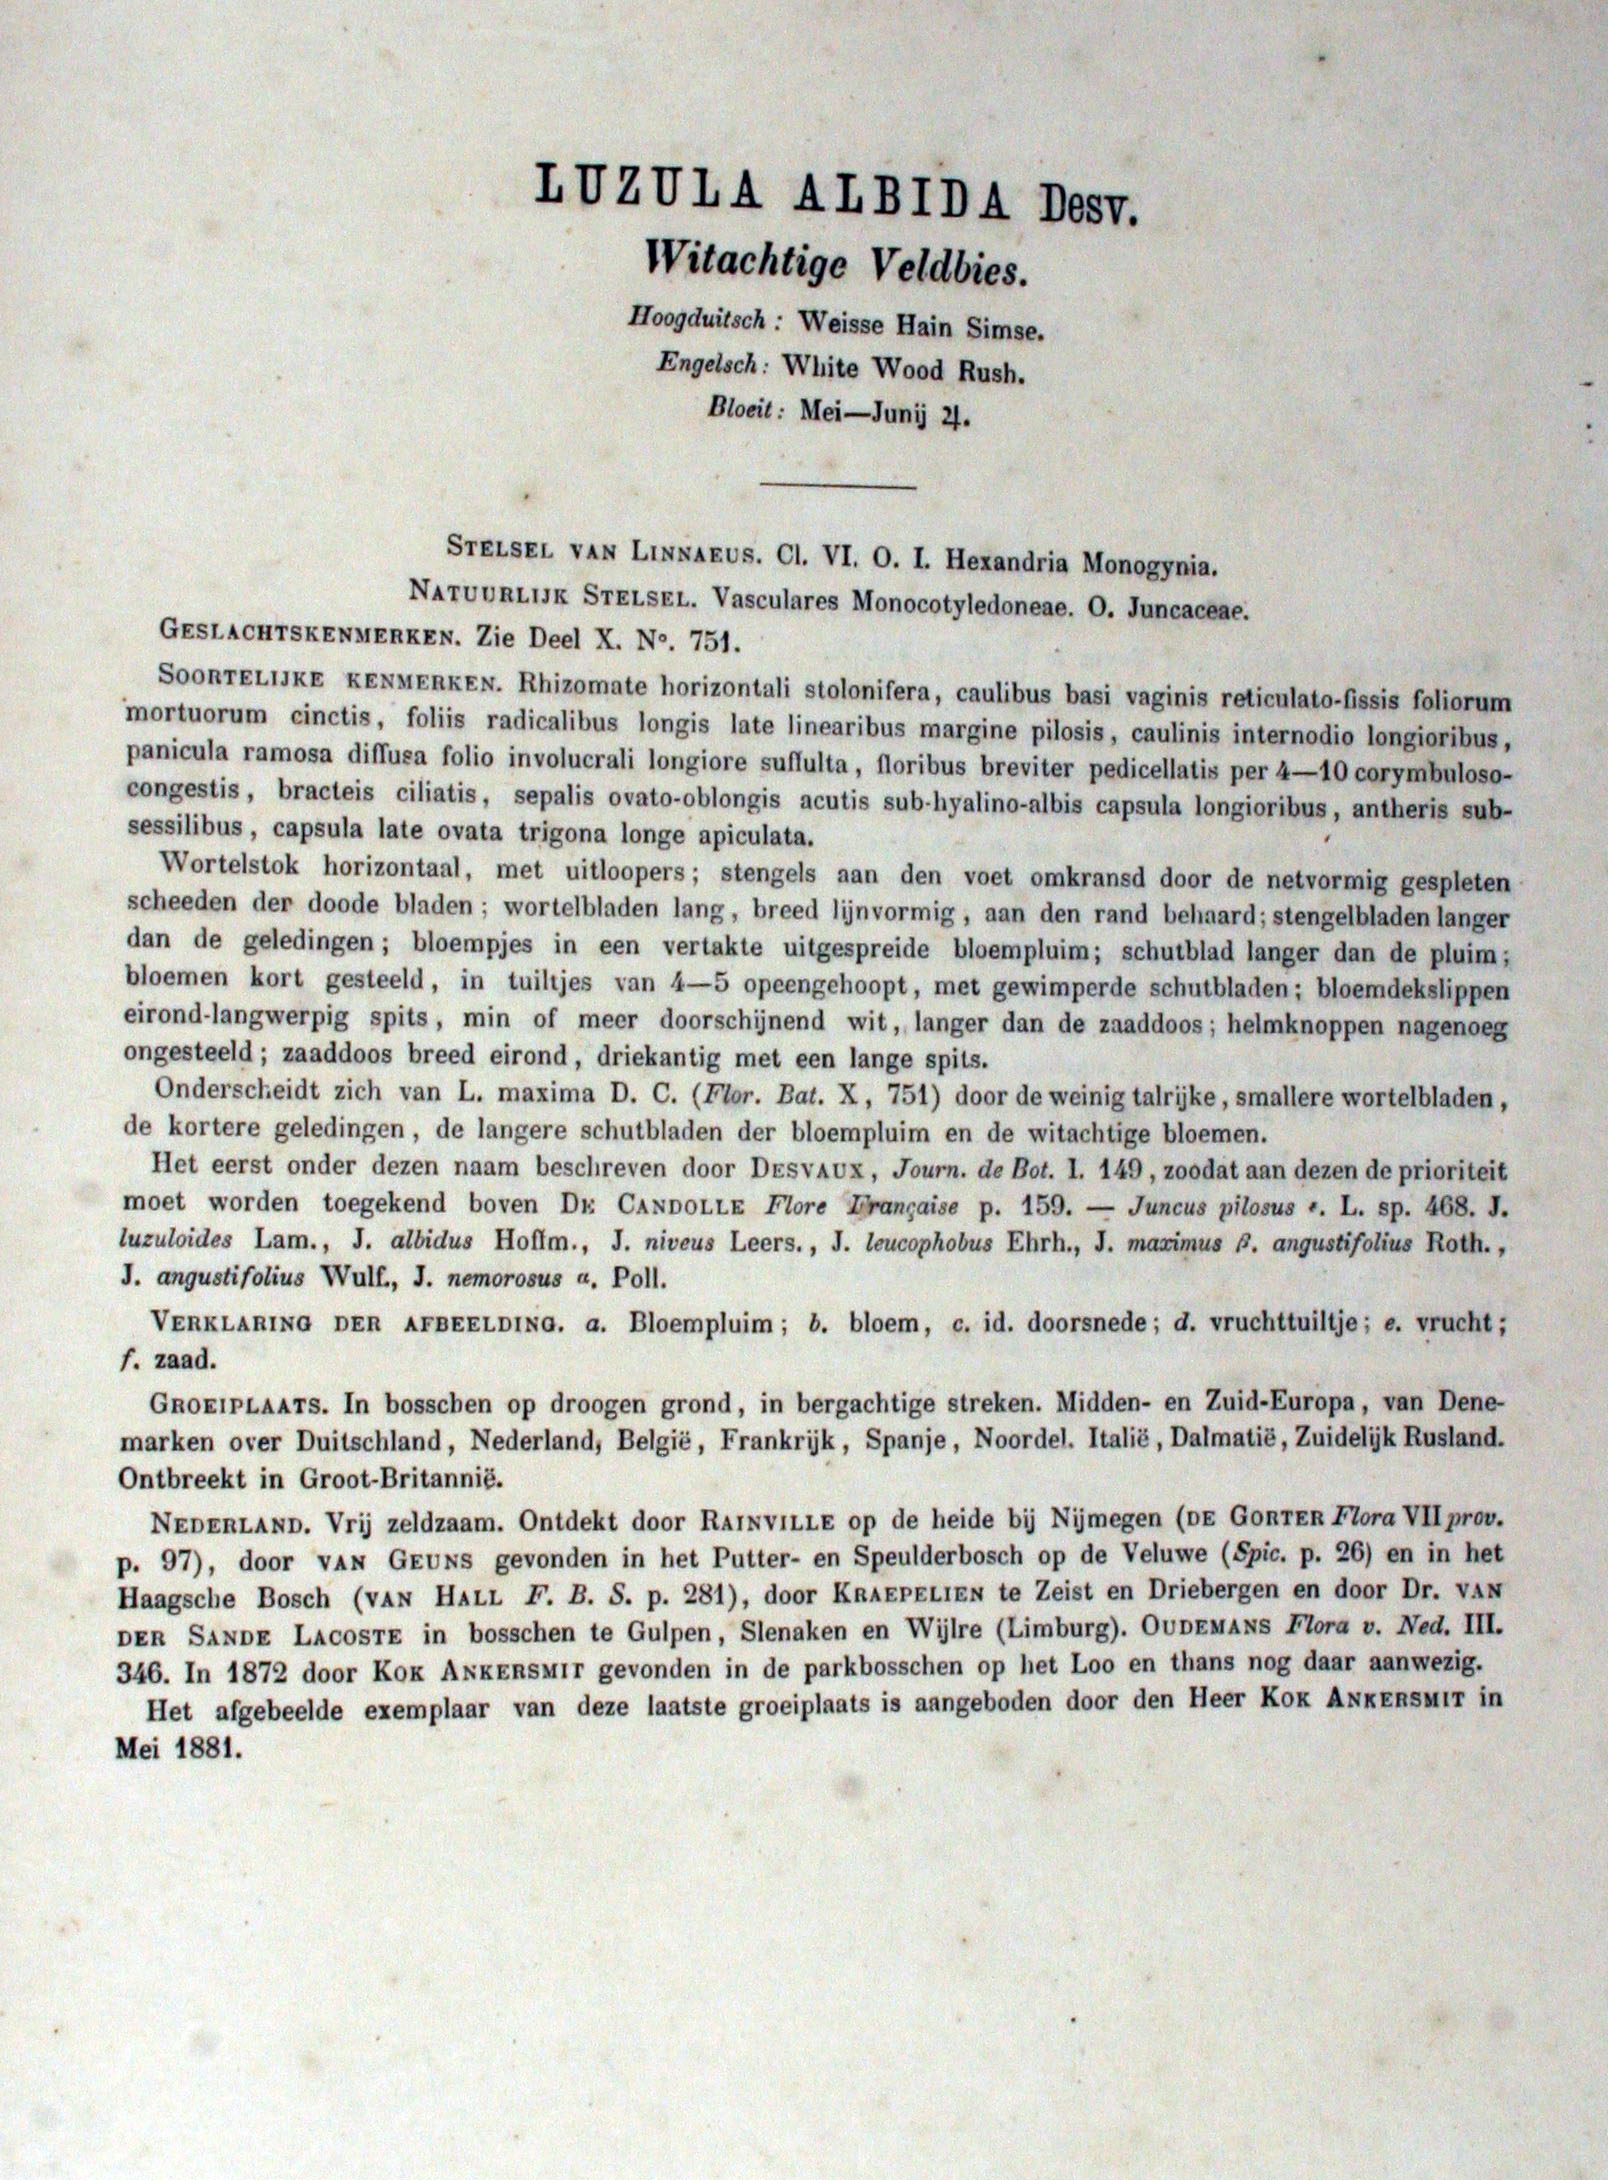 LUZULA ALBIDA Desv.
Witachtige Veldbies.
Hoogduitsch: Weisse Hain Simse.
Engelsch: White Wood Rush.
Bloeit: Mei—Junij ♃.
STELSEL VAN LINNAEUS. Cl. VI. O. I. Hexandria Monogynia.
NATUURLIJK STELSEL. Vasculares Monocotyledoneae. O. Juncaceae.
GESLACHTSKENMERKEN. Zie Deel X. No. 751.
SOORTELIJKE KENMERKEN. Rhizomate horizontali stolonifera, caulibus basi vaginis reticulato-fissis foliorum
mortuorum cinctis, foliis radicalibus longis late linearibus margine pilosis, caulinis internodio longioribus,
panicula ramosa diffusa folio involucrali longiore suffulta, floribus breviter pedicellatis per 4—10 corymbuloso-
congestis, bracteis ciliatis, sepalis ovato-oblongis acutis sub-hyalino-albis capsula longioribus, antheris sub-
sessilibus, capsula late ovata trigona longe apiculata.
Wortelstok horizontaal, met uitloopers; stengels aan den voet omkransd door de netvormig gespleten
scheeden der doode bladen; wortelbladen lang, breed lijnvormig, aan den rand behaard; stengelbladen langer
dan de geledingen; bloempjes in een vertakte uitgespreide bloempluim; schutblad langer dan de pluim;
bloemen kort gesteeld, in tuiltjes van 4—5 opeengehoopt, met gewimperde schutbladen; bloemdekslippen
eirond-langwerpig spits, min of meer doorschijnend wit, langer dan de zaaddoos; helmknoppen nagenoeg
ongesteeld; zaaddoos breed eirond, driekantig met een lange spits.
Onderscheidt zich van L. maxima D. C. (Flor. Bat. X, 751) door de weinig talrijke, smallere wortelbladen,
de kortere geledingen, de langere schutbladen der bloempluim en de witachtige bloemen.
Het eerst onder dezen naam beschreven door DESVAUX, Journ. de Bot. I. 149, zoodat aan dezen de prioriteit
moet worden toegekend boven DE CANDOLLE Flore Française p. 159. — Juncus pilosus ε. L. sp. 468. J.
luzuloides Lam., J. albidus Hoffm., J. niveus Leers., J. leucophobus Ehrh., J. maximus β. angustifolius Roth.,
J. angustifolius Wulf., J. nemorosus α. Poll.
VERKLARING DER AFBEELDING. a. Bloempluim; b. bloem, c. id. doorsnede; d. vruchttuiltje; e. vrucht;
f. zaad.
GROEIPLAATS. In bosschen op droogen grond, in bergachtige streken. Midden- en Zuid-Europa, van Dene-
marken over Duitschland, Nederland, België, Frankrijk, Spanje, Noordel. Italië, Dalmatië, Zuidelijk Rusland.
Ontbreekt in Groot-Britannië.
NEDERLAND. Vrij zeldzaam. Ontdekt door RAINVILLE op de heide bij Nijmegen (DE GORTER Flora VII prov.
p. 97), door VAN GEUNS gevonden in het Putter- en Speulderbosch op de Veluwe (Spic. p. 26) en in het
Haagsche Bosch (VAN HALL F. B. S. p. 281), door KRAEPELIEN te Zeist en Driebergen en door Dr. VAN
DER SANDE LACOSTE in bosschen te Gulpen, Slenaken en Wijlre (Limburg). OUDEMANS Flora v. Ned. III.
346. In 1872 door KOK ANKERSMIT gevonden in de parkbosschen op het Loo en thans nog daar aanwezig.
Het afgebeelde exemplaar van deze laatste groeiplaats is aangeboden door den Heer KOK ANKERSMIT in
Mei 1881.